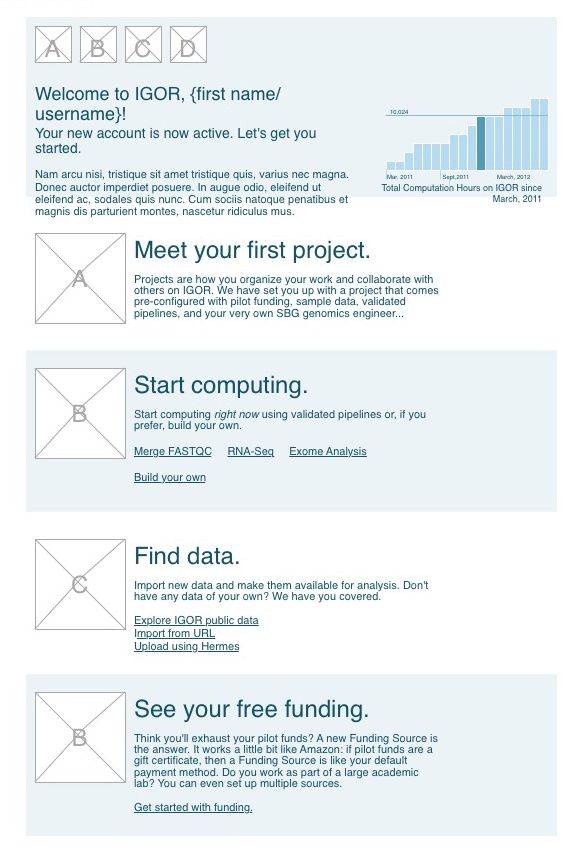 A B C D
Welcome to IGOR, {first name/
username}!
Your new account is now active. Let's get you
started.
Nam arcu nisi, tristique sit amet tristique quis, varius nec magna.
Donec auctor imperdiet posuere. In augue odio, eleifend ut
eleifend ac, sodales quis nunc. Cum sociis natoque penatibus et
magnis dis parturient montes, nascetur ridiculus mus.
10,024
Mar. 2011 Sept,2011 March, 2012
Total Computation Hours on IGOR since
March, 2011
A
Meet your first project.
Projects are how you organize your work and collaborate with
others on IGOR. We have set you up with a project that comes
pre-configured with pilot funding, sample data, validated
pipelines, and your very own SBG genomics engineer...
B
Start computing.
Start computing right now using validated pipelines or, if you
prefer, build your own.
Merge FASTQC RNA-Seq Exome Analysis
Build your own
C
Find data.
Import new data and make them available for analysis. Don't
have any data of your own? We have you covered.
Explore IGOR public data
Import from URL
Upload using Hermes
B
See your free funding.
Think you'll exhaust your pilot funds? A new Funding Source is
the answer. It works a little bit like Amazon: if pilot funds are a
gift certificate, then a Funding Source is like your default
payment method. Do you work as part of a large academic
lab? You can even set up multiple sources.
Get started with funding.